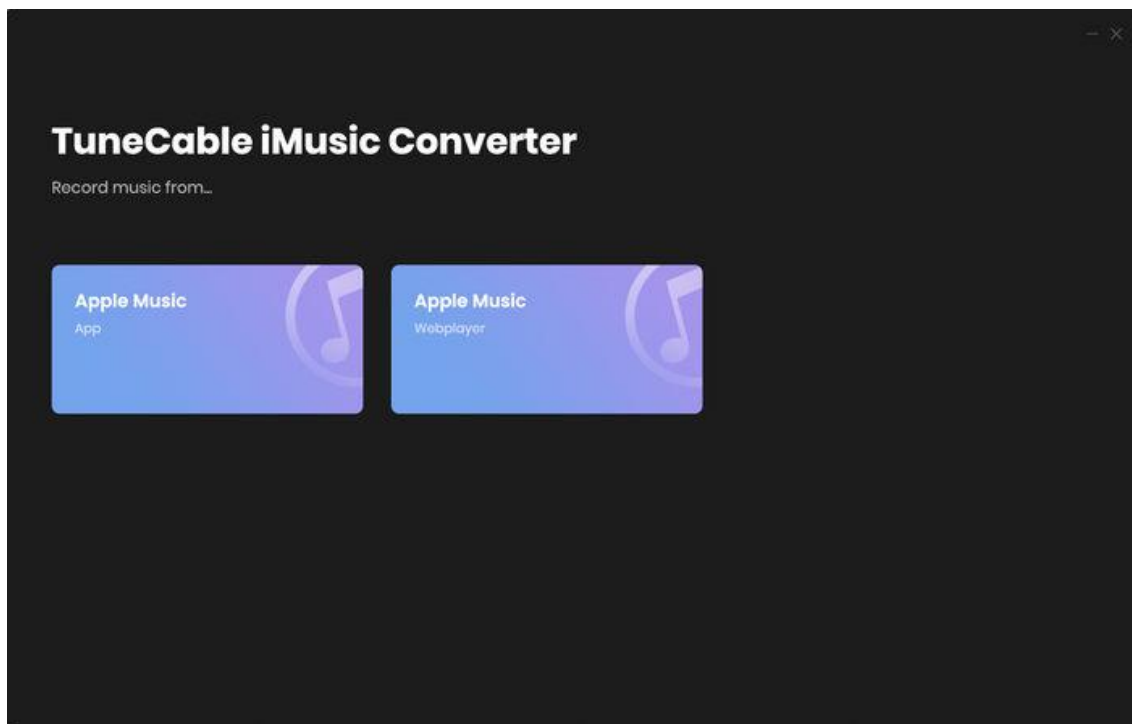 TuneCable iMusic Converter
Record music from...
Apple Music
App
Apple Music
Webplayer